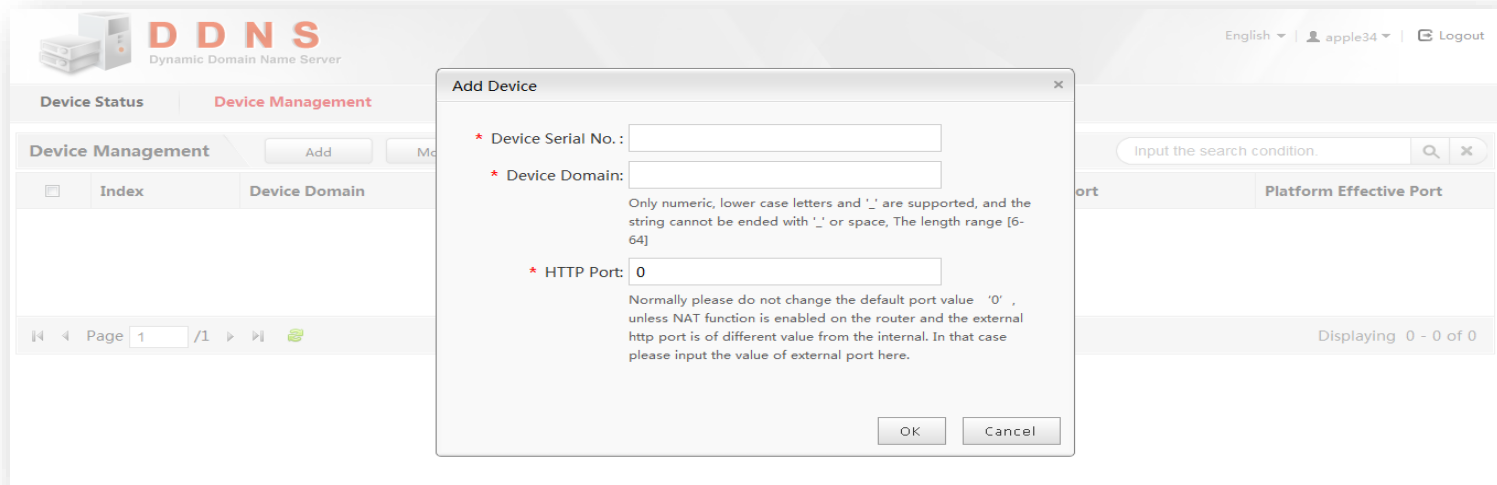 DDNS
Dynamic Domain Name Server
English
apple34
Logout
Device Status
Device Management
Device Management
Add
Input the search condition.
Index
Device Domain
Platform Effective Port
Page 1 /1
Displaying 0 - 0 of 0
Add Device
* Device Serial No. :
* Device Domain:
Only numeric, lower case letters and '_' are supported, and the
string cannot be ended with '_' or space, The length range [6-
64]
* HTTP Port: 0
Normally please do not change the default port value '0' ,
unless NAT function is enabled on the router and the external
http port is of different value from the internal. In that case
please input the value of external port here.
OK
Cancel